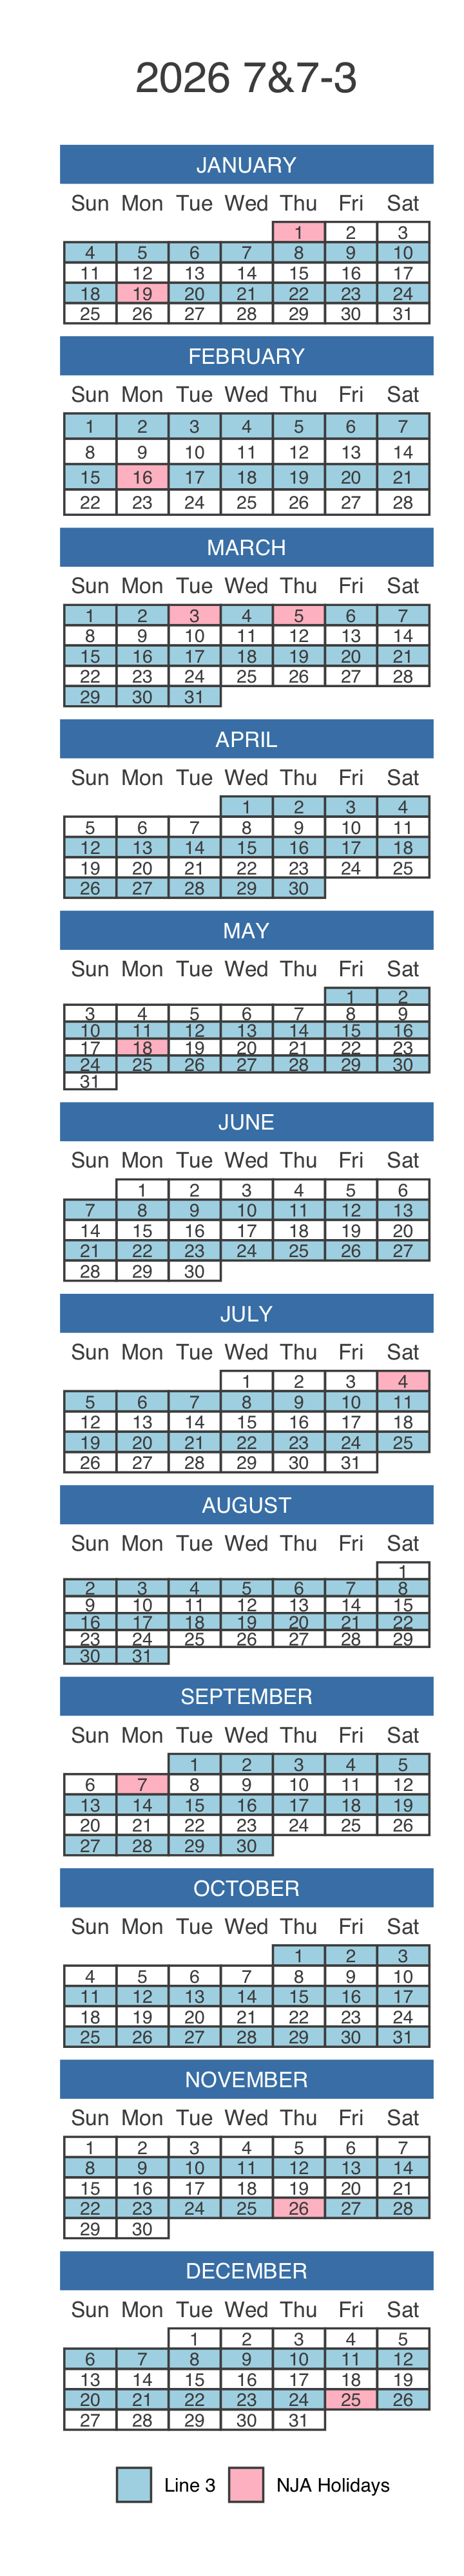 2026 7&7-3
JANUARY
Sun Mon Tue Wed Thu Fri Sat
1 2 3
4 5 6 7 8 9 10
11 12 13 14 15 16 17
18 19 20 21 22 23 24
25 26 27 28 29 30 31
FEBRUARY
Sun Mon Tue Wed Thu Fri Sat
1 2 3 4 5 6 7
8 9 10 11 12 13 14
15 16 17 18 19 20 21
22 23 24 25 26 27 28
MARCH
Sun Mon Tue Wed Thu Fri Sat
1 2 3 4 5 6 7
8 9 10 11 12 13 14
15 16 17 18 19 20 21
22 23 24 25 26 27 28
29 30 31
APRIL
Sun Mon Tue Wed Thu Fri Sat
1 2 3 4
5 6 7 8 9 10 11
12 13 14 15 16 17 18
19 20 21 22 23 24 25
26 27 28 29 30
MAY
Sun Mon Tue Wed Thu Fri Sat
1 2
3 4 5 6 7 8 9
10 11 12 13 14 15 16
17 18 19 20 21 22 23
24 25 26 27 28 29 30
31
JUNE
Sun Mon Tue Wed Thu Fri Sat
1 2 3 4 5 6
7 8 9 10 11 12 13
14 15 16 17 18 19 20
21 22 23 24 25 26 27
28 29 30
JULY
Sun Mon Tue Wed Thu Fri Sat
1 2 3 4
5 6 7 8 9 10 11
12 13 14 15 16 17 18
19 20 21 22 23 24 25
26 27 28 29 30 31
AUGUST
Sun Mon Tue Wed Thu Fri Sat
1
2 3 4 5 6 7 8
9 10 11 12 13 14 15
16 17 18 19 20 21 22
23 24 25 26 27 28 29
30 31
SEPTEMBER
Sun Mon Tue Wed Thu Fri Sat
1 2 3 4 5
6 7 8 9 10 11 12
13 14 15 16 17 18 19
20 21 22 23 24 25 26
27 28 29 30
OCTOBER
Sun Mon Tue Wed Thu Fri Sat
1 2 3
4 5 6 7 8 9 10
11 12 13 14 15 16 17
18 19 20 21 22 23 24
25 26 27 28 29 30 31
NOVEMBER
Sun Mon Tue Wed Thu Fri Sat
1 2 3 4 5 6 7
8 9 10 11 12 13 14
15 16 17 18 19 20 21
22 23 24 25 26 27 28
29 30
DECEMBER
Sun Mon Tue Wed Thu Fri Sat
1 2 3 4 5
6 7 8 9 10 11 12
13 14 15 16 17 18 19
20 21 22 23 24 25 26
27 28 29 30 31
Line 3 NJA Holidays